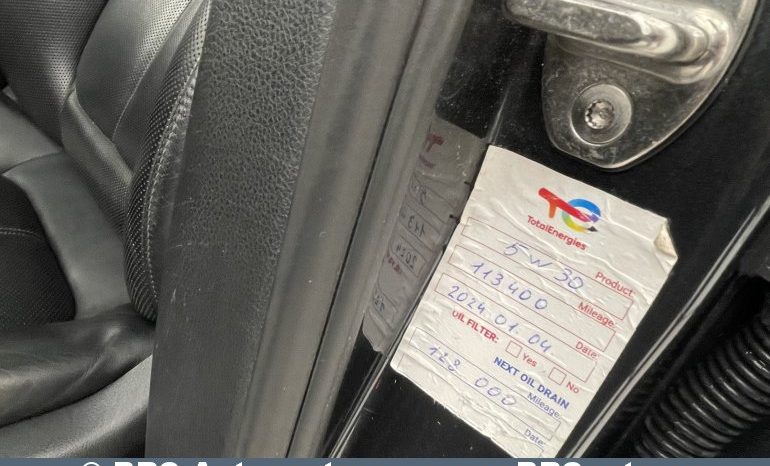 TotalEnergies
5W30
Product
113400
Mileage
2024.01.04.
Date
OIL FILTER: Yes No
NEXT OIL DRAIN
128 000
Mileage
Date